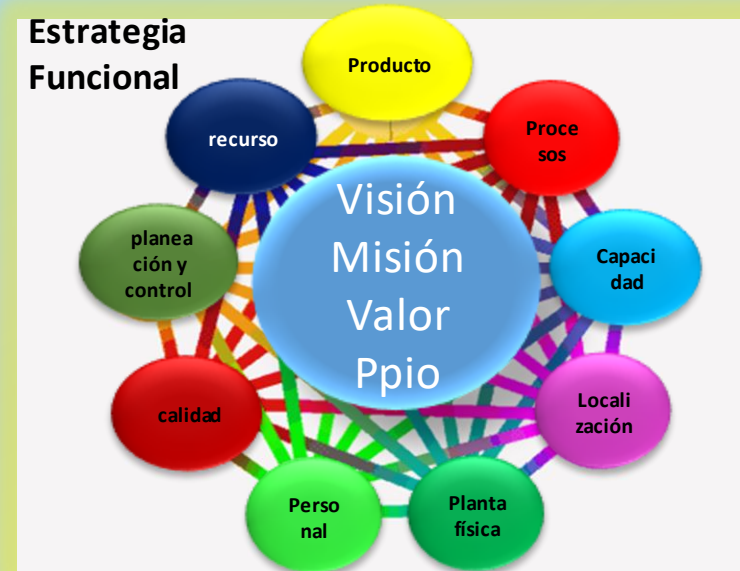 Estrategia
Funcional
Producto
recurso
Proce
sos
Visión
Misión
Valor
Ppio
planea
ción y
control
Capaci
dad
calidad
Locali
zación
Perso
nal
Planta
física